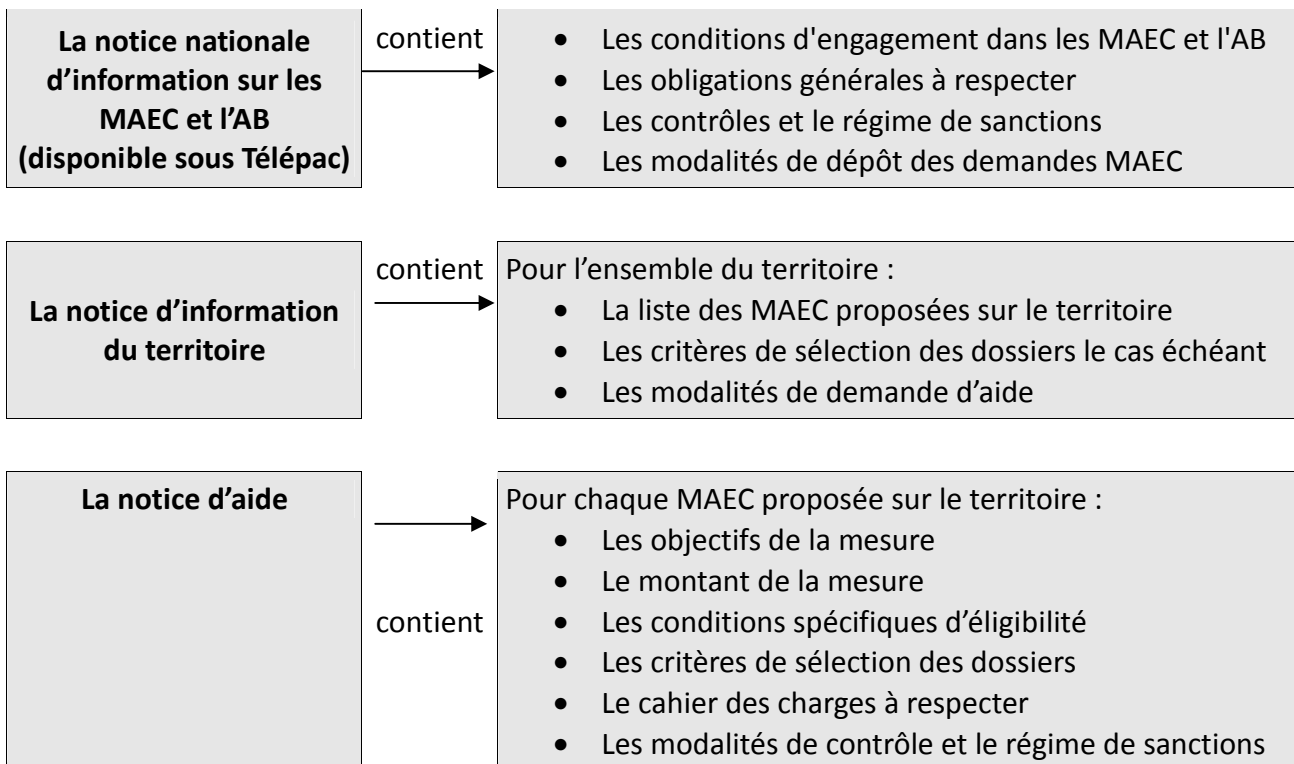 La notice nationale
d’information sur les
MAEC et l’AB
(disponible sous Télépac)
contient
• Les conditions d'engagement dans les MAEC et l'AB
• Les obligations générales à respecter
• Les contrôles et le régime de sanctions
• Les modalités de dépôt des demandes MAEC
La notice d’information
du territoire
contient
Pour l’ensemble du territoire :
• La liste des MAEC proposées sur le territoire
• Les critères de sélection des dossiers le cas échéant
• Les modalités de demande d’aide
La notice d’aide
contient
Pour chaque MAEC proposée sur le territoire :
• Les objectifs de la mesure
• Le montant de la mesure
• Les conditions spécifiques d’éligibilité
• Les critères de sélection des dossiers
• Le cahier des charges à respecter
• Les modalités de contrôle et le régime de sanctions